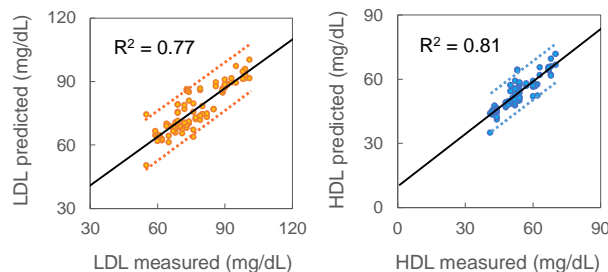 LDL predicted (mg/dL)
120
90
60
30
R² = 0.77
30
60
90
120
LDL measured (mg/dL)
HDL predicted (mg/dL)
90
60
30
0
R² = 0.81
0
30
60
90
HDL measured (mg/dL)